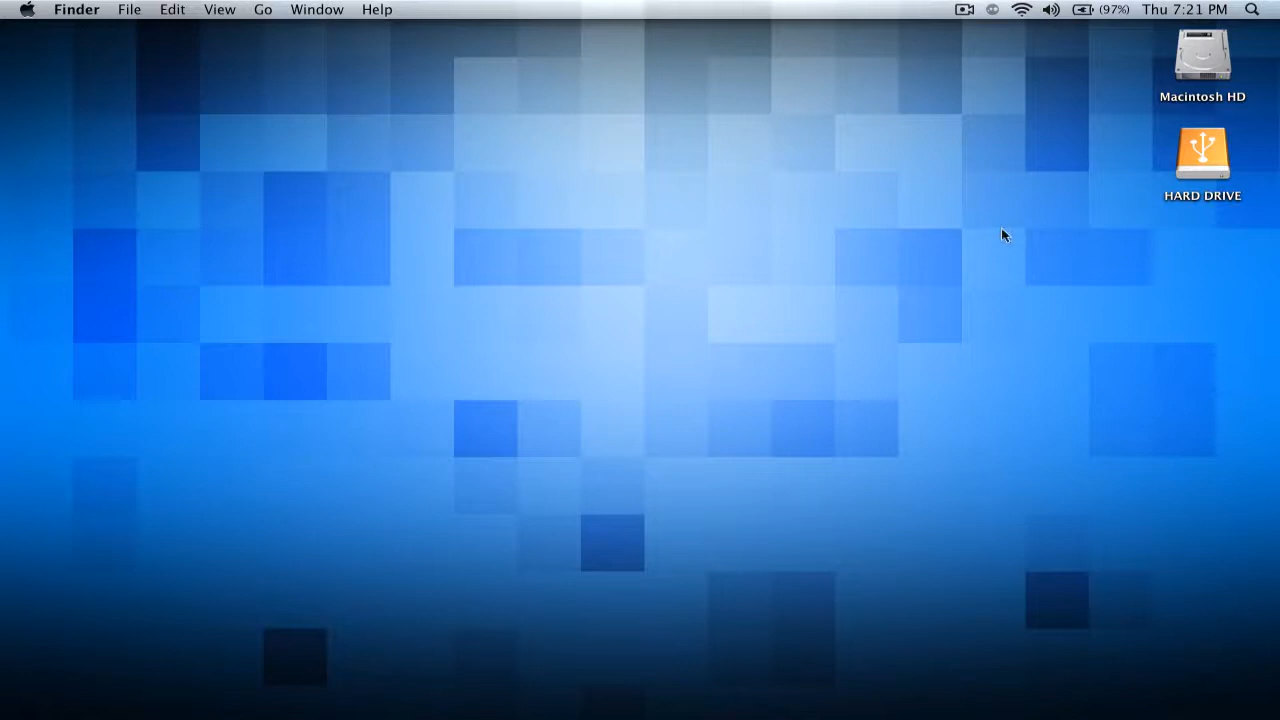 Finder File Edit View Go Window Help (97%) Thu 7:21 PM
Macintosh HD
HARD DRIVE